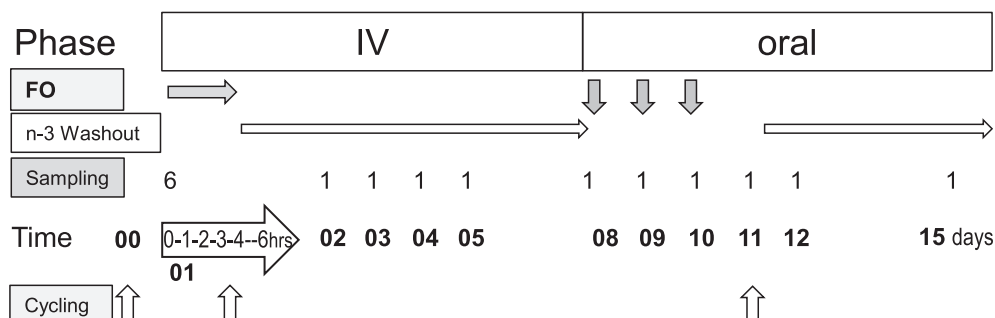 Phase IV oral
FO
n-3 Washout
Sampling 6 1 1 1 1 1 1 1 1 1 1
Time 00 0-1-2-3-4--6hrs 02 03 04 05 08 09 10 11 12 15 days
01
Cycling